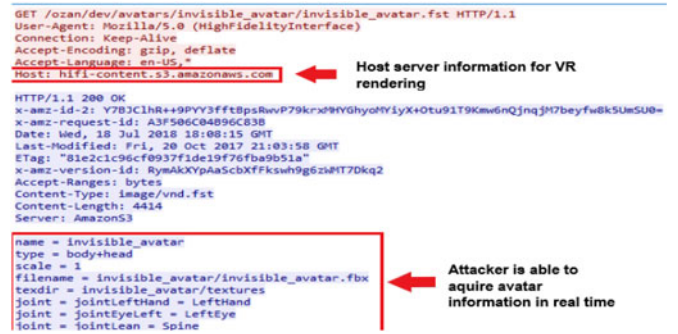 GET /ozan/dev/avatars/invisible_avatar/invisible_avatar.fst HTTP/1.1
User-Agent: Mozilla/5.0 (HighFidelityInterface)
Connection: Keep-Alive
Accept-Encoding: gzip, deflate
Accept-Language: en-US,*
Host: hifi-content.s3.amazonaws.com
Host server information for VR
rendering
HTTP/1.1 200 OK
x-amz-id-2: Y7BJClhR++9PYY3fftBpsRwvP79krxMHYGhyoMYiyX+Otu91T9Kmw6nQjnqjM7beyfw8k5UmSU0=
x-amz-request-id: A3F506C04B96C83B
Date: Wed, 18 Jul 2018 18:08:15 GMT
Last-Modified: Fri, 20 Oct 2017 21:03:58 GMT
ETag: "81e2c1c96cf0937f1de19f76fba9b51a"
x-amz-version-id: RymAkXYpAaScbXfFkswh9g6zWMT7Dkq2
Accept-Ranges: bytes
Content-Type: image/vnd.fst
Content-Length: 4414
Server: AmazonS3
name = invisible_avatar
type = body+head
scale = 1
filename = invisible_avatar/invisible_avatar.fbx
texdir = invisible_avatar/textures
joint = jointLeftHand = LeftHand
joint = jointEyeLeft = LeftEye
joint = jointLean = Spine
Attacker is able to
aquire avatar
information in real time